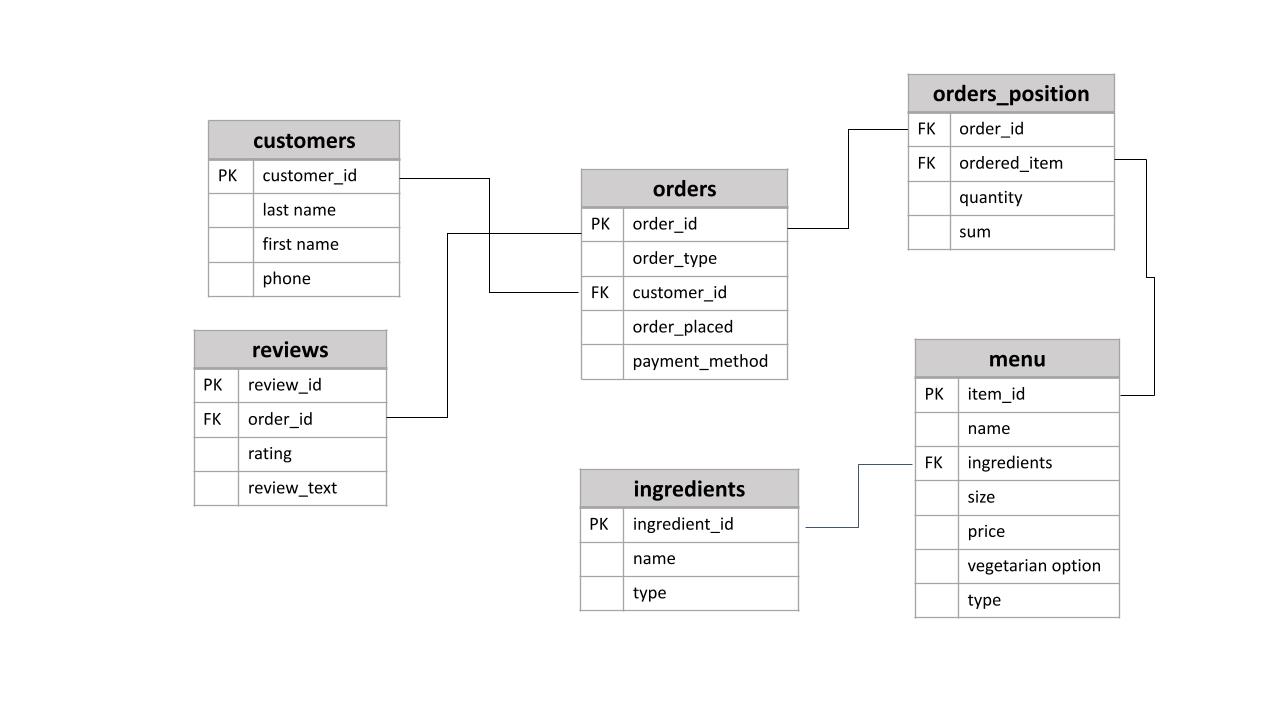 customers
PK customer_id
last name
first name
phone
reviews
PK review_id
FK order_id
rating
review_text
orders
PK order_id
order_type
FK customer_id
order_placed
payment_method
ingredients
PK ingredient_id
name
type
orders_position
FK order_id
FK ordered_item
quantity
sum
menu
PK item_id
name
FK ingredients
size
price
vegetarian option
type